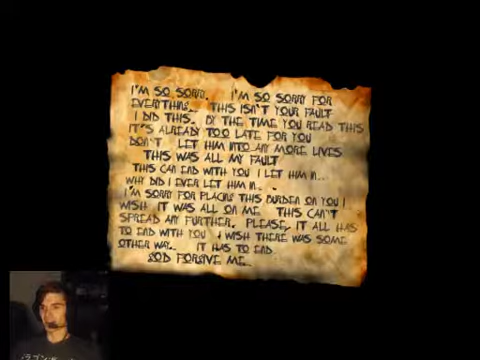 I'M SO SORRY. I'M SO SORRY FOR
EVERYTHING... THIS ISN'T YOUR FAULT
I DID THIS. BY THE TIME YOU READ THIS
IT'S ALREADY TOO LATE FOR YOU
DON'T LET HIM INTO ANY MORE LIVES
THIS WAS ALL MY FAULT
THIS CAN END WITH YOU I LET HIM IN...
WHY DID I EVER LET HIM IN...
I'M SORRY FOR PLACING THIS BURDEN ON YOU I
WISH IT WAS ALL ON ME THIS CAN'T
SPREAD ANY FURTHER. PLEASE, IT ALL HAS
TO END WITH YOU I WISH THERE WAS SOME
OTHER WAY.. IT HAS TO END
GOD FORGIVE ME..